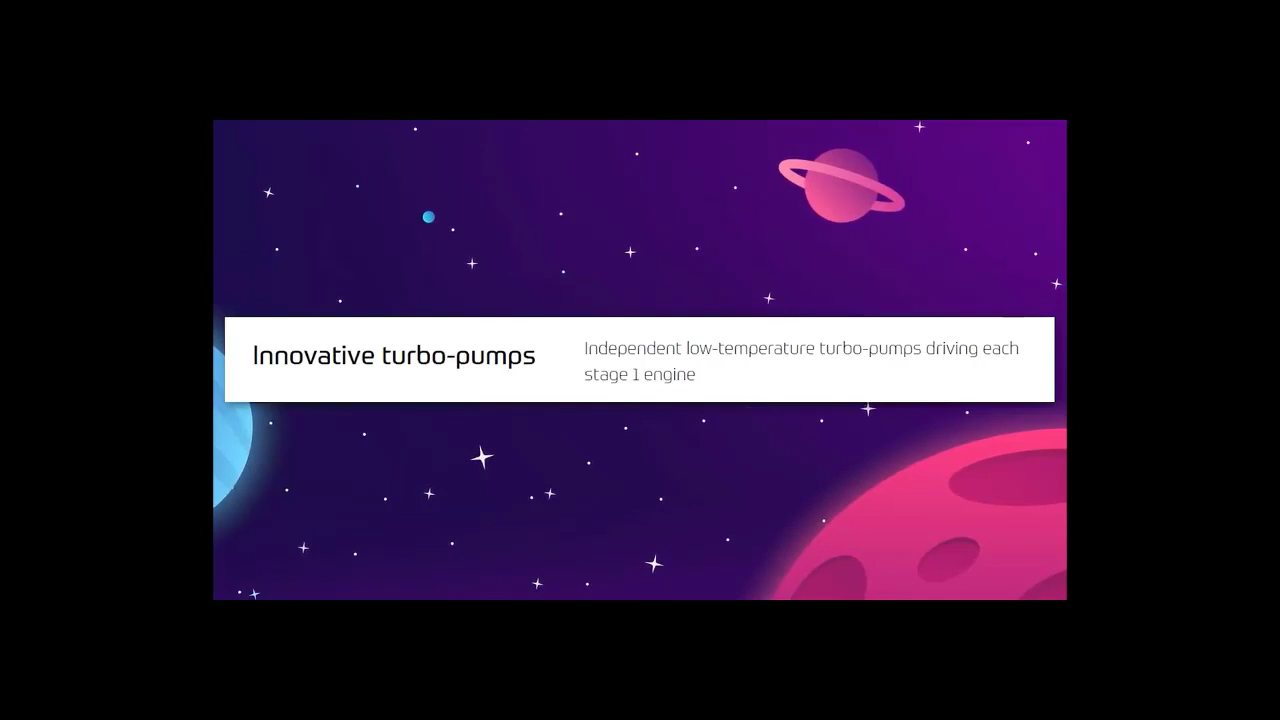 Innovative turbo-pumps
Independent low-temperature turbo-pumps driving each
stage 1 engine